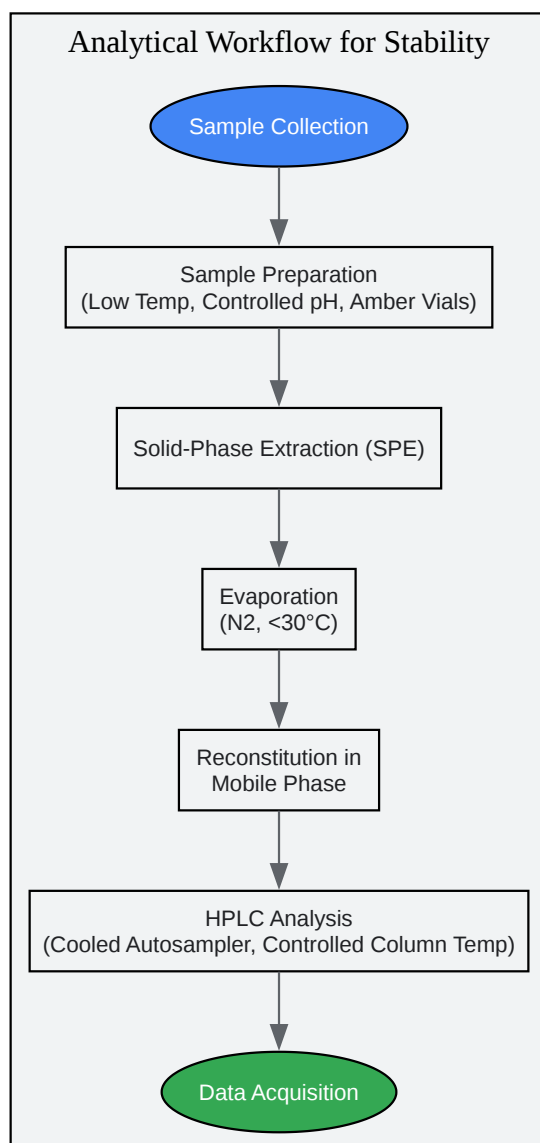 Analytical Workflow for Stability
Sample Collection
Sample Preparation
(Low Temp, Controlled pH, Amber Vials)
Solid-Phase Extraction (SPE)
Evaporation
(N2, <30°C)
Reconstitution in
Mobile Phase
HPLC Analysis
(Cooled Autosampler, Controlled Column Temp)
Data Acquisition